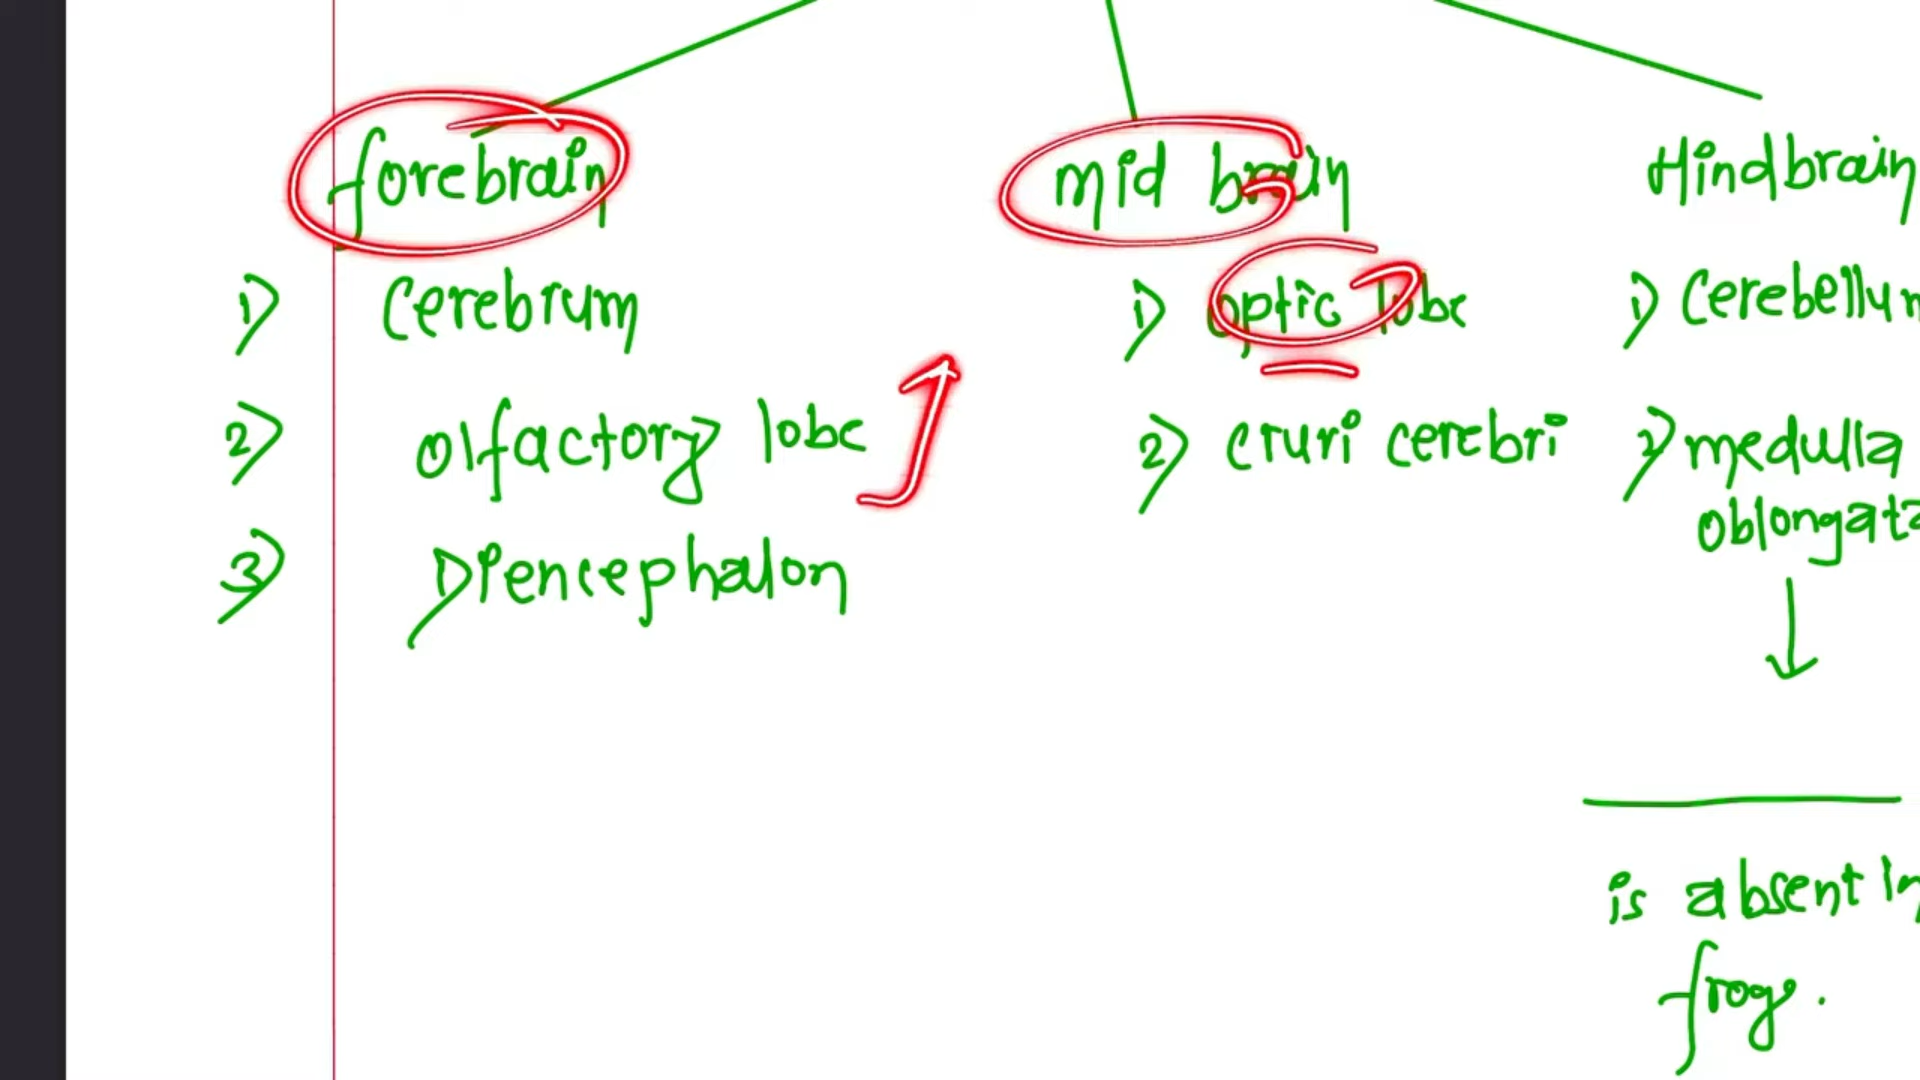 forebrain
1) Cerebrum
2) Olfactory lobe
3) Diencephalon
mid brain
1) Optic lobe
2) Cruri cerebri
Hindbrain
1) Cerebellum
2) medulla
oblongata
is absent in
frogs.